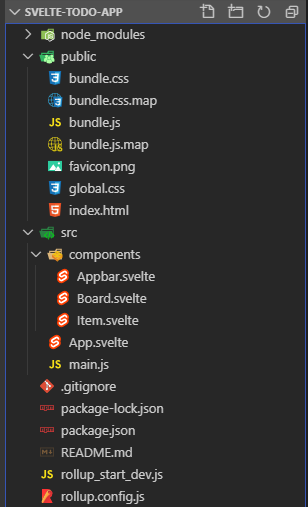 SVELTE-TODO-APP
node_modules
public
bundle.css
bundle.css.map
JS bundle.js
bundle.js.map
favicon.png
global.css
index.html
src
components
Appbar.svelte
Board.svelte
Item.svelte
App.svelte
JS main.js
.gitignore
package-lock.json
package.json
README.md
JS rollup_start_dev.js
rollup.config.js